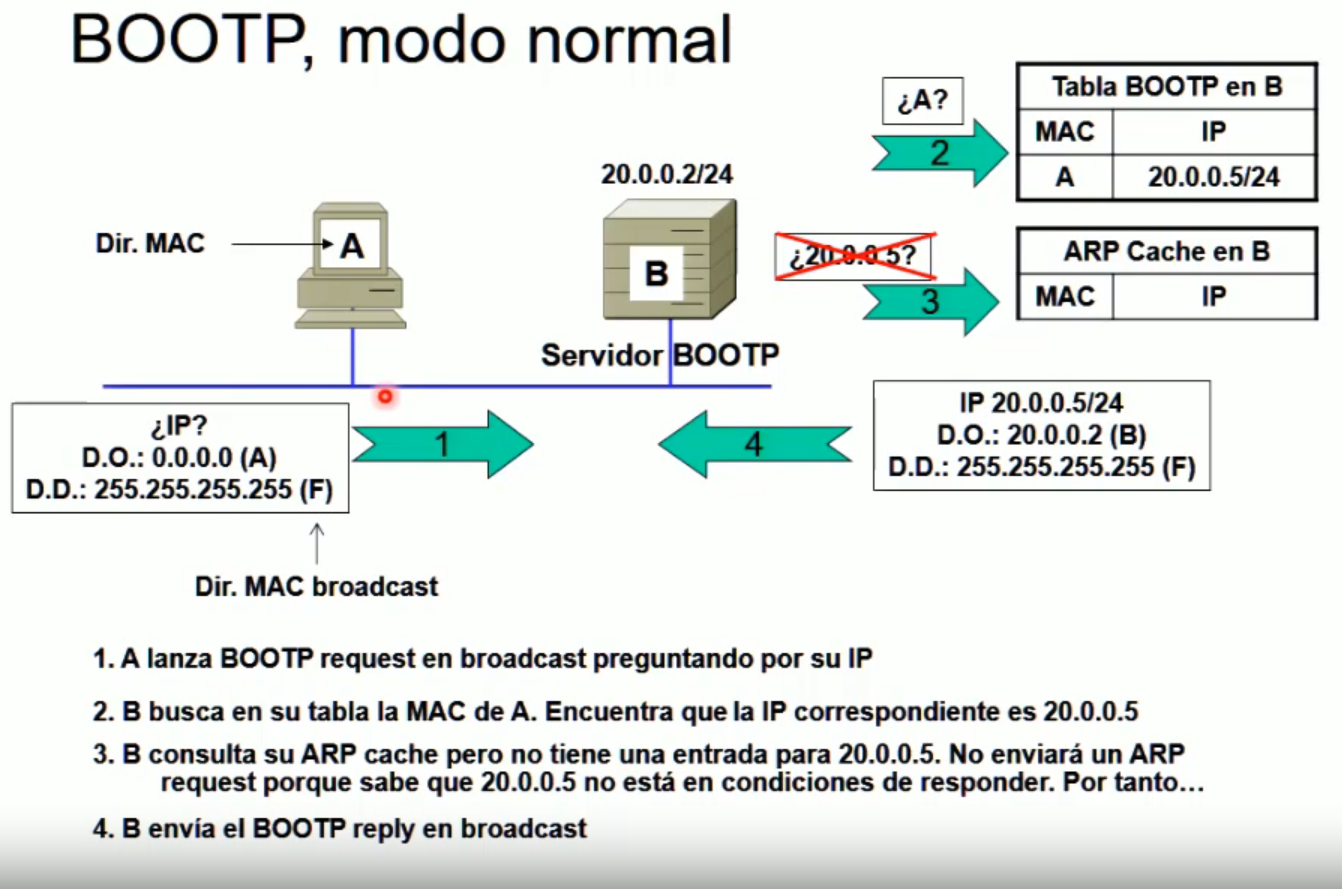 BOOTP, modo normal
¿A?
2
Tabla BOOTP en B
MAC IP
A 20.0.0.5/24
20.0.0.2/24
Dir. MAC
A
B
¿20.0.0.5?
3
ARP Cache en B
MAC IP
Servidor BOOTP
¿IP?
D.O.: 0.0.0.0 (A)
D.D.: 255.255.255.255 (F)
1
4
IP 20.0.0.5/24
D.O.: 20.0.0.2 (B)
D.D.: 255.255.255.255 (F)
Dir. MAC broadcast
1. A lanza BOOTP request en broadcast preguntando por su IP
2. B busca en su tabla la MAC de A. Encuentra que la IP correspondiente es 20.0.0.5
3. B consulta su ARP cache pero no tiene una entrada para 20.0.0.5. No enviará un ARP
request porque sabe que 20.0.0.5 no está en condiciones de responder. Por tanto…
4. B envía el BOOTP reply en broadcast